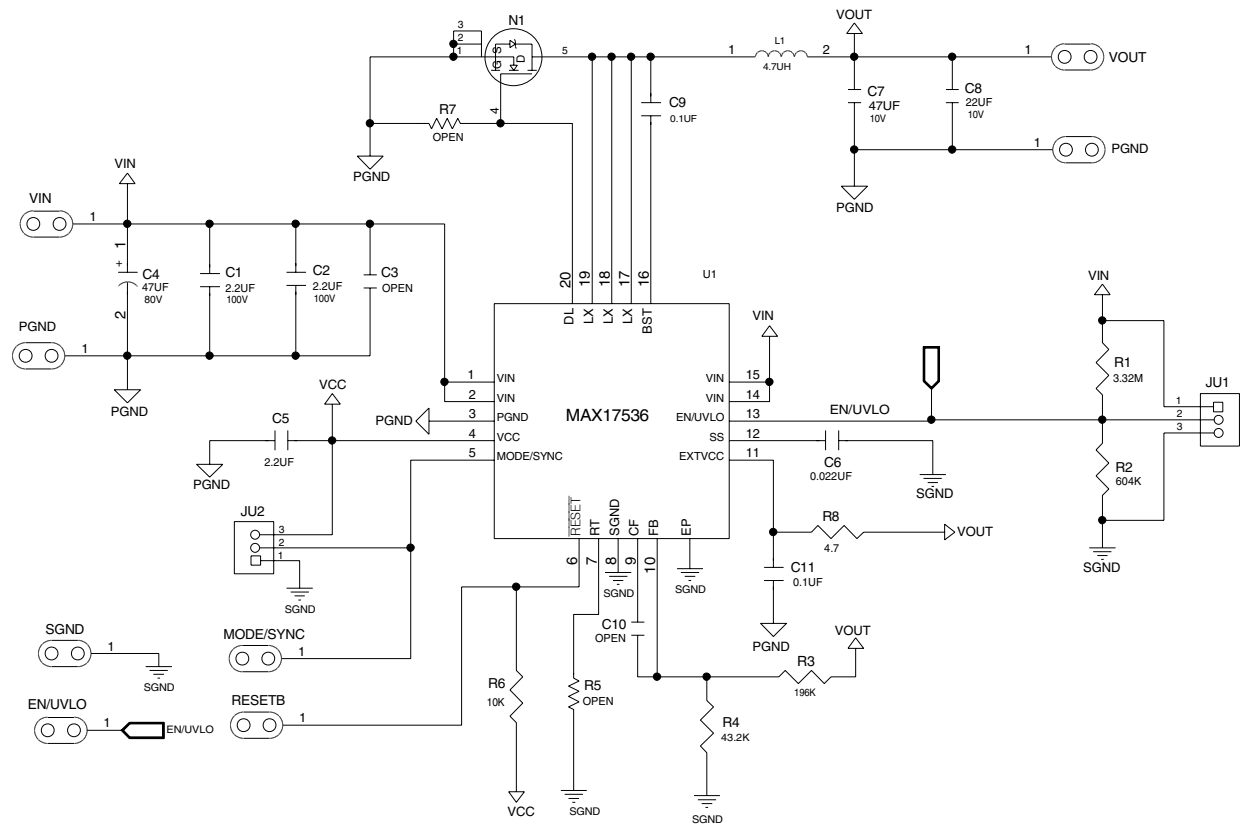 N1
3
2
1
G
S
D
5
4
R7
OPEN
PGND
1
L1
2
4.7UH
VOUT
C9
0.1UF
C7
47UF
10V
C8
22UF
10V
1
VOUT
1
PGND
PGND
VIN
VIN
1
1
+
C4
47UF
80V
2
C1
2.2UF
100V
C2
2.2UF
100V
C3
OPEN
PGND
1
PGND
20
19
18
17
16
U1
DL
LX
LX
LX
BST
1
VIN
2
VIN
3
PGND
PGND
4
VCC
5
MODE/SYNC
MAX17536
VIN
15
VIN
VIN
14
EN/UVLO
13
EN/UVLO
SS
12
EXTVCC
11
RESET
RT
SGND
CF
FB
EP
6
7
8
9
10
SGND
SGND
VCC
C5
2.2UF
PGND
JU2
3
2
1
SGND
C6
0.022UF
SGND
R8
4.7
VOUT
C11
0.1UF
PGND
VIN
R1
3.32M
R2
604K
SGND
JU1
1
2
3
C10
OPEN
R3
196K
VOUT
R4
43.2K
SGND
R5
OPEN
SGND
R6
10K
VCC
SGND
1
SGND
MODE/SYNC
1
EN/UVLO
1
EN/UVLO
RESETB
1